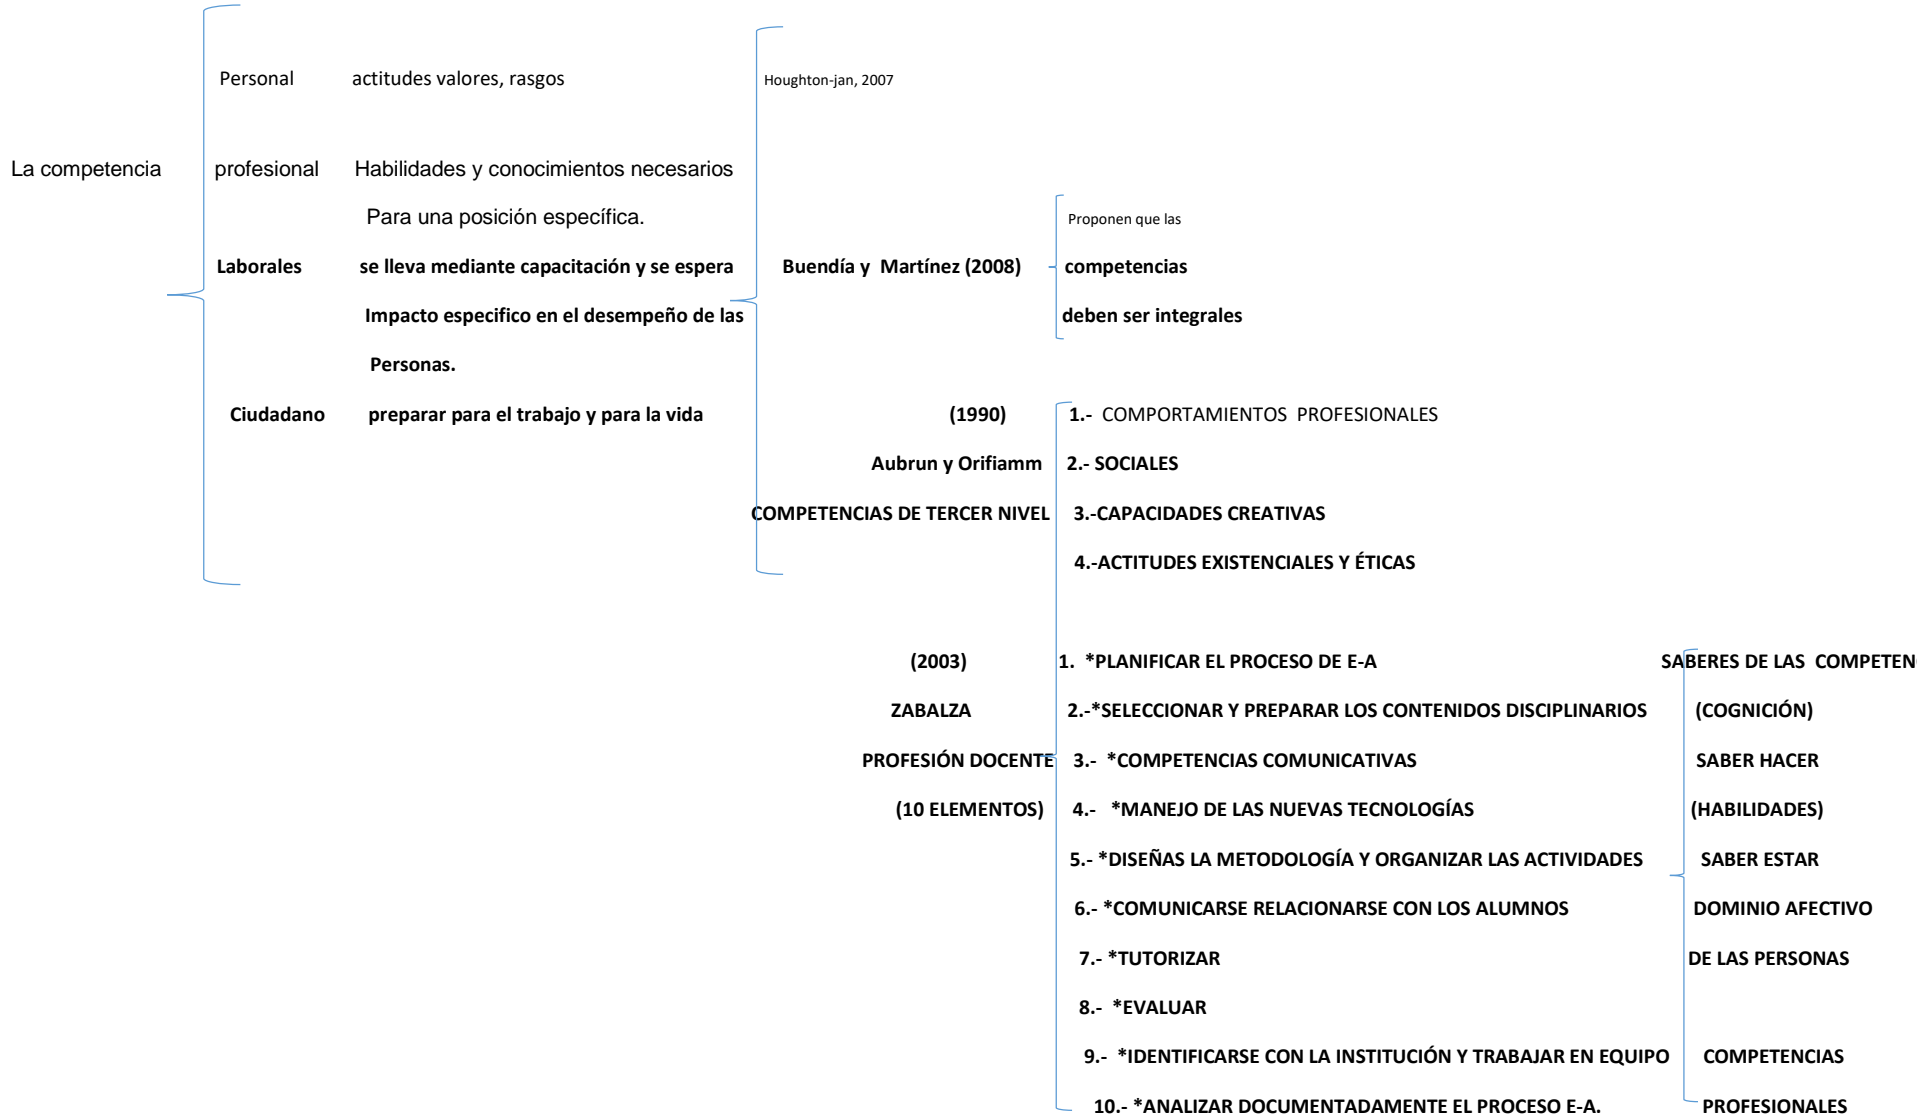 Personal actitudes valores, rasgos Houghton-jan, 2007
La competencia profesional Habilidades y conocimientos necesarios
Para una posición específica. Proponen que las
Laborales se lleva mediante capacitación y se espera Buendía y Martínez (2008) competencias
Impacto especifico en el desempeño de las deben ser integrales
Personas.
Ciudadano preparar para el trabajo y para la vida (1990) 1.- COMPORTAMIENTOS PROFESIONALES
Aubrun y Orifiamm 2.- SOCIALES
COMPETENCIAS DE TERCER NIVEL 3.-CAPACIDADES CREATIVAS
4.-ACTITUDES EXISTENCIALES Y ÉTICAS
(2003) 1. *PLANIFICAR EL PROCESO DE E-A SABERES DE LAS
ZABALZA 2.-*SELECCIONAR Y PREPARAR LOS CONTENIDOS DISCIPLINARIOS (COGNICIÓN)
PROFESIÓN DOCENTE 3.- *COMPETENCIAS COMUNICATIVAS SABER HACER
(10 ELEMENTOS) 4.- *MANEJO DE LAS NUEVAS TECNOLOGÍAS (HABILIDADES)
5.- *DISEÑAS LA METODOLOGÍA Y ORGANIZAR LAS ACTIVIDADES SABER ESTAR
6.- *COMUNICARSE RELACIONARSE CON LOS ALUMNOS DOMINIO AFECTIVO
7.- *TUTORIZAR DE LAS PERSONAS
8.- *EVALUAR
9.- *IDENTIFICARSE CON LA INSTITUCIÓN Y TRABAJAR EN EQUIPO COMPETENCIAS
10.- *ANALIZAR DOCUMENTADAMENTE EL PROCESO E-A. PROFESIONALES